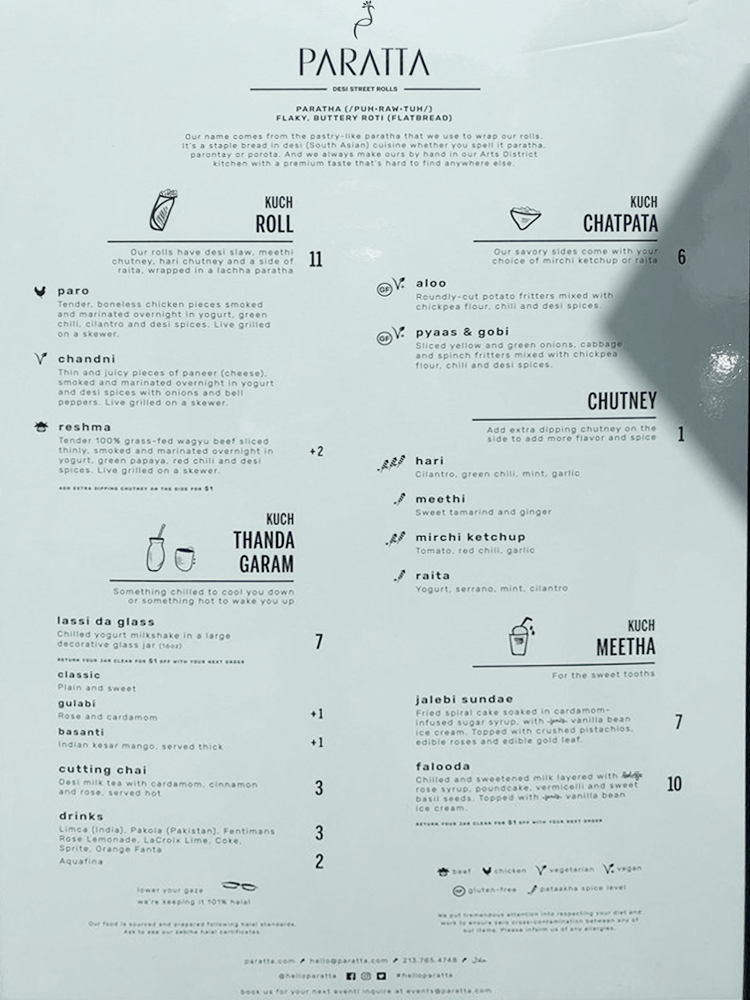 PARATTA
DESI STREET ROLLS
PARATHA (/PUH·RAW·TUH/)
FLAKY, BUTTERY ROTI (FLATBREAD)
Our name comes from the pastry-like paratha that we use to wrap our rolls.
It's a staple bread in desi (South Asian) cuisine whether you spell it paratha,
parontay or porota. And we always make ours by hand in our Arts District
kitchen with a premium taste that's hard to find anywhere else.
KUCH
ROLL
Our rolls have desi slaw, meethi
chutney, hari chutney and a side of
raita, wrapped in a lachha paratha
11
paro
Tender, boneless chicken pieces smoked
and marinated overnight in yogurt, green
chili, cilantro and desi spices. Live grilled
on a skewer.
chandni
Thin and juicy pieces of paneer (cheese),
smoked and marinated overnight in yogurt
and desi spices with onions and bell
peppers. Live grilled on a skewer.
reshma
Tender 100% grass-fed wagyu beef sliced
thinly, smoked and marinated overnight in
yogurt, green papaya, red chili and desi
spices. Live grilled on a skewer.
+2
ADD EXTRA DIPPING CHUTNEY ON THE SIDE FOR $1
KUCH
THANDA
GARAM
Something chilled to cool you down
or something hot to wake you up
lassi da glass
Chilled yogurt milkshake in a large
decorative glass jar (16oz)
7
RETURN YOUR JAR CLEAN FOR $1 OFF WITH YOUR NEXT ORDER
classic
Plain and sweet
gulabi
Rose and cardamom +1
basanti
Indian kesar mango, served thick +1
cutting chai
Desi milk tea with cardamom, cinnamon
and rose, served hot
3
drinks
Limca (India), Pakola (Pakistan), Fentimans
Rose Lemonade, LaCroix Lime, Coke,
Sprite, Orange Fanta
3
Aquafina 2
lower your gaze
we're keeping it 101% halal
Our food is sourced and prepared following halal standards.
Ask to see our zabiha halal certificates.
KUCH
CHATPATA
Our savory sides come with your
choice of mirchi ketchup or raita
6
GF V+ aloo
Roundly-cut potato fritters mixed with
chickpea flour, chili and desi spices.
GF V+ pyaas & gobi
Sliced yellow and green onions, cabbage
and spinch fritters mixed with chickpea
flour, chili and desi spices.
CHUTNEY
Add extra dipping chutney on the
side to add more flavor and spice
1
hari
Cilantro, green chili, mint, garlic
meethi
Sweet tamarind and ginger
mirchi ketchup
Tomato, red chili, garlic
raita
Yogurt, serrano, mint, cilantro
KUCH
MEETHA
For the sweet tooths
jalebi sundae
Fried spiral cake soaked in cardamom-
infused sugar syrup, with vanilla bean
ice cream. Topped with crushed pistachios,
edible roses and edible gold leaf.
7
falooda
Chilled and sweetened milk layered with
rose syrup, poundcake, vermicelli and sweet
basil seeds. Topped with vanilla bean
ice cream.
10
RETURN YOUR JAR CLEAN FOR $1 OFF WITH YOUR NEXT ORDER
beef chicken V vegetarian V+ vegan
GF gluten-free pataakha spice level
We put tremendous attention into respecting your diet and
work to ensure zero cross-contamination between any of
our items. Please inform us of any allergies.
paratta.com hello@paratta.com 213.785.4748
@helloparatta #helloparatta
book us for your next event! inquire at events@paratta.com